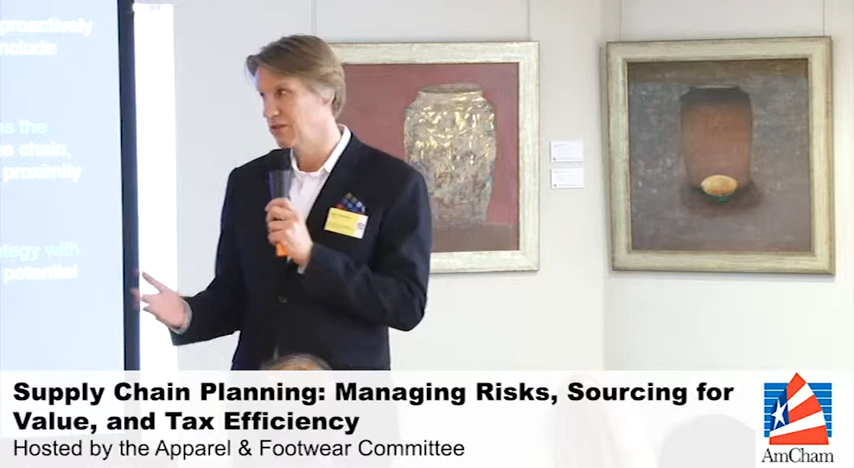 proactively
nclude
s the
e chain,
proximity
tegy with
potential
Supply Chain Planning: Managing Risks, Sourcing for
Value, and Tax Efficiency
Hosted by the Apparel & Footwear Committee
AmCham